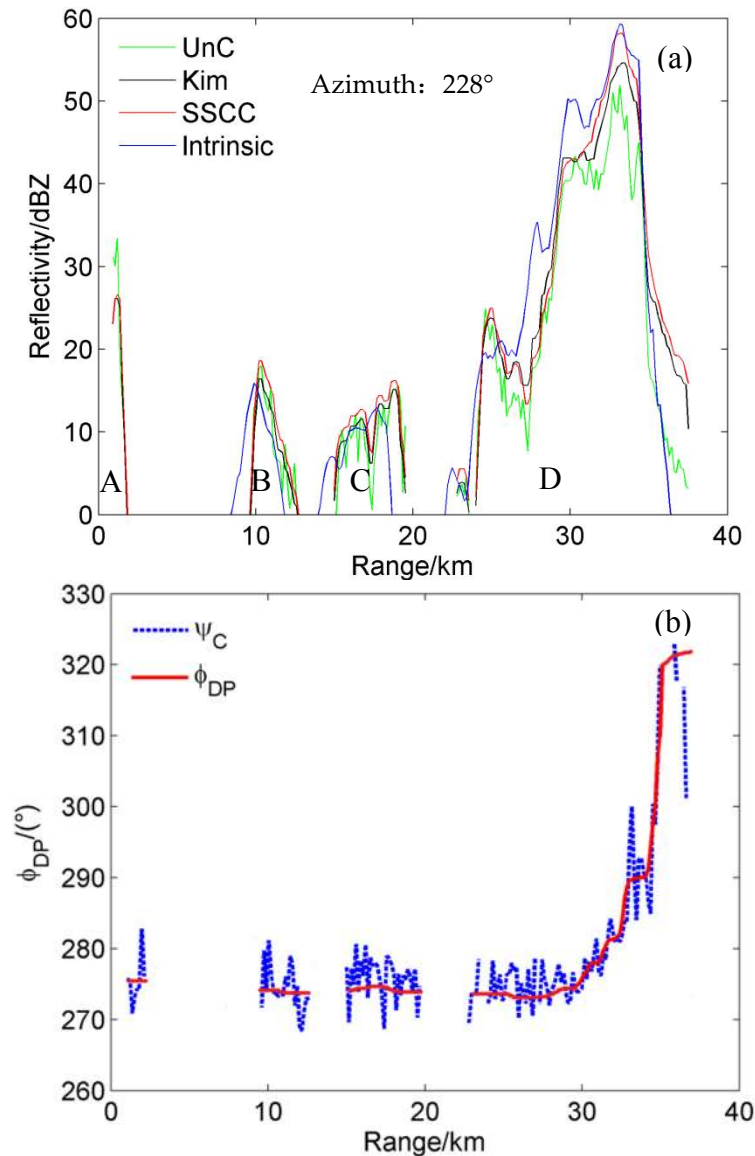 60
50
40
30
20
10
0
Reflectivity/dBZ
UnC
Kim
SSCC
Intrinsic
Azimuth：228°
(a)
A
B
C
D
0
10
20
30
40
Range/km
330
320
310
300
290
280
270
260
ϕDP/(°)
ψC
ϕDP
(b)
0
10
20
30
40
Range/km